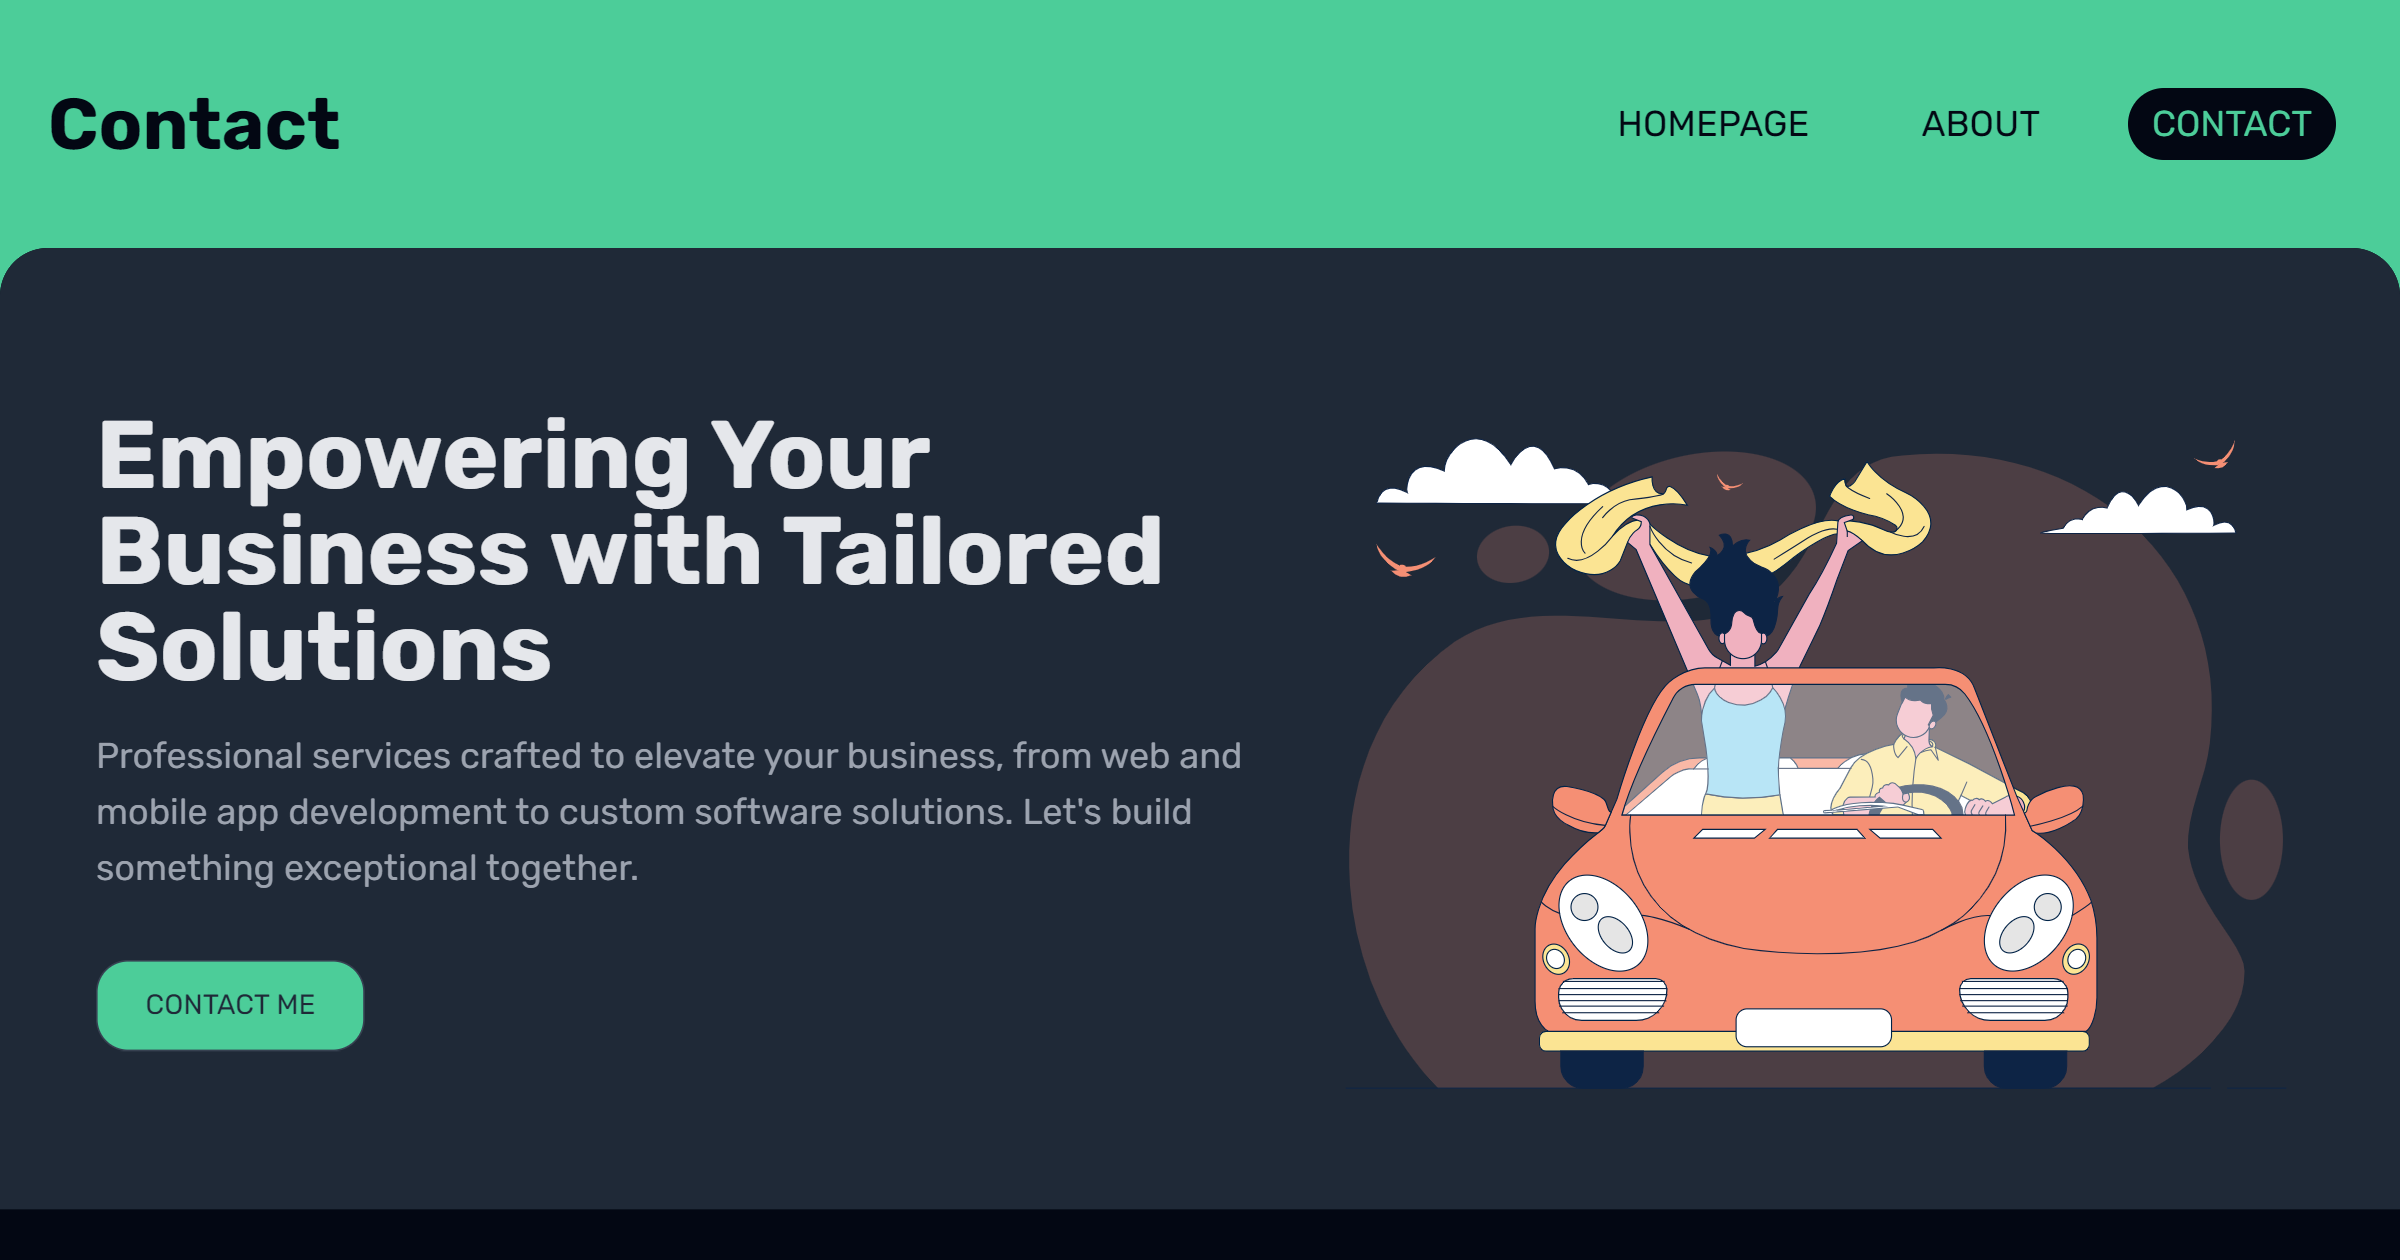 Contact
HOMEPAGE
ABOUT
CONTACT
Empowering Your
Business with Tailored
Solutions
Professional services crafted to elevate your business, from web and
mobile app development to custom software solutions. Let's build
something exceptional together.
CONTACT ME